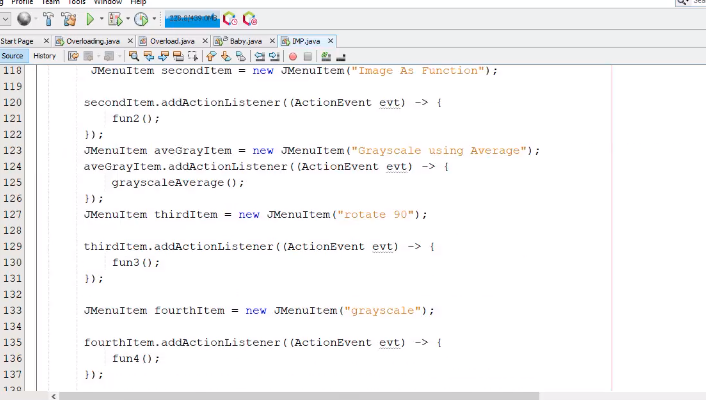 Profile Team Tools Window Help
Start Page Overloading.java Overload.java Baby.java IMP.java
Source History
118 JMenuItem secondItem = new JMenuItem("Image As Function");
119
120 secondItem.addActionListener((ActionEvent evt) -> {
121 fun2();
122 });
123 JMenuItem aveGrayItem = new JMenuItem("Grayscale using Average");
124 aveGrayItem.addActionListener((ActionEvent evt) -> {
125 grayscaleAverage();
126 });
127 JMenuItem thirdItem = new JMenuItem("rotate 90");
128
129 thirdItem.addActionListener((ActionEvent evt) -> {
130 fun3();
131 });
132
133 JMenuItem fourthItem = new JMenuItem("grayscale");
134
135 fourthItem.addActionListener((ActionEvent evt) -> {
136 fun4();
137 });
138